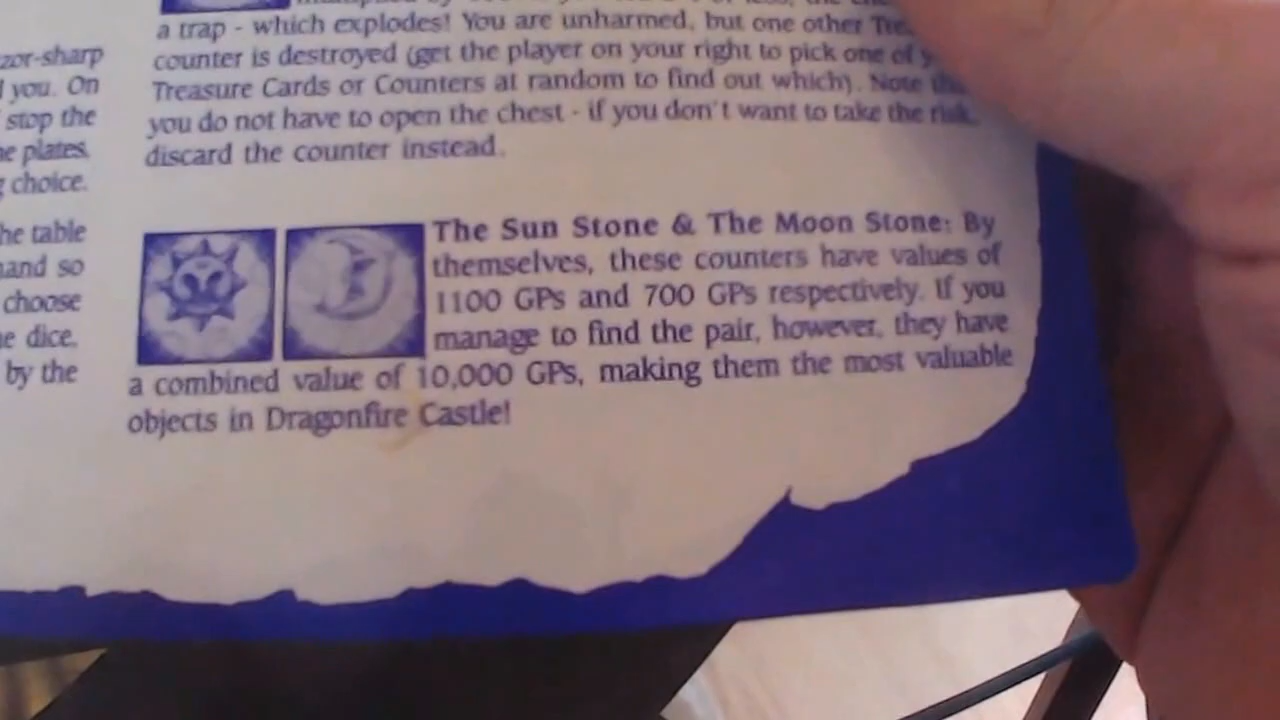 zor-sharp
you. On
stop the
plates,
choice.
he table
and so
choose
dice,
by the
a trap - which explodes! You are unharmed, but one other
counter is destroyed (get the player on your right to pick one of
Treasure Cards or Counters at random to find out which). Note
you do not have to open the chest - if you don't want to take the risk,
discard the counter instead.
The Sun Stone & The Moon Stone: By
themselves, these counters have values of
1100 GPs and 700 GPs respectively. If you
manage to find the pair, however, they have
a combined value of 10,000 GPs, making them the most valuable
objects in Dragonfire Castle!